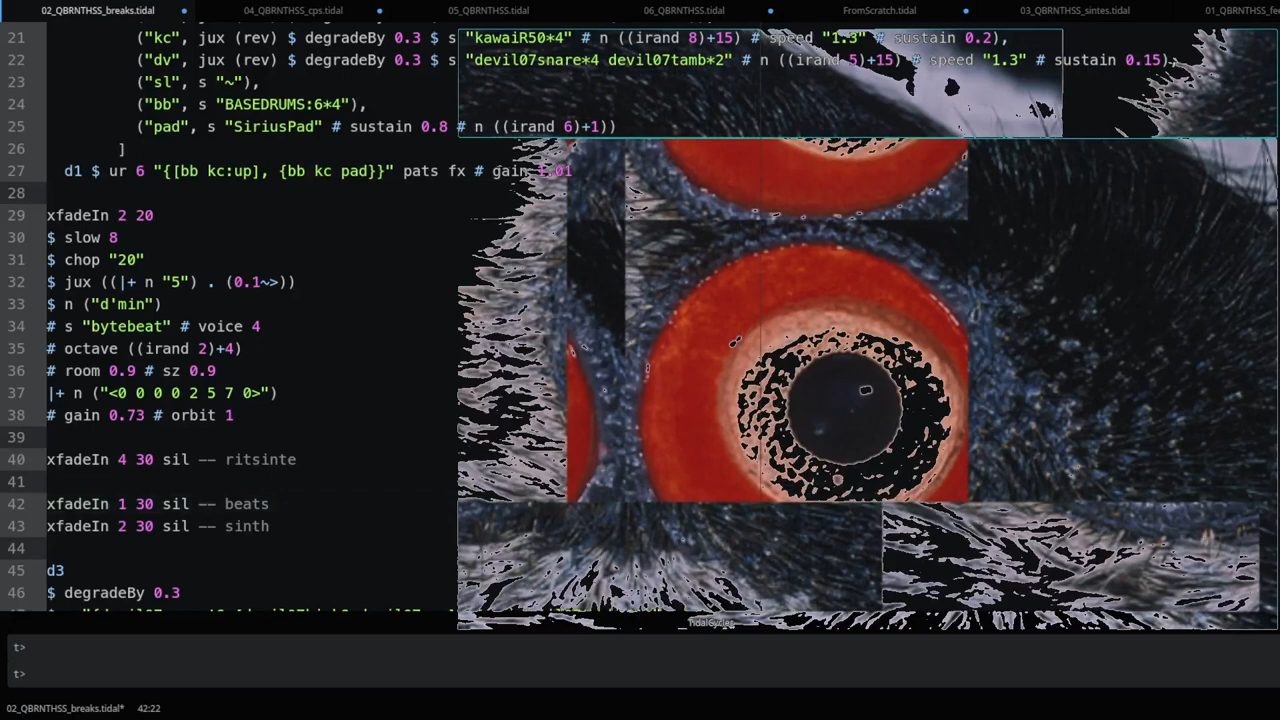 02_QBRNTHSS_breaks.tidal 04_QBRNTHSS_cps.tidal 05_QBRNTHSS.tidal 06_QBRNTHSS.tidal FromScratch.tidal 03_QBRNTHSS_sintes.tidal
21 ("kc", jux (rev) $ degradeBy 0.3 $ s "kawaiR50*4" # n ((irand 8)+15) # speed "1.3" # sustain 0.2),
22 ("dv", jux (rev) $ degradeBy 0.3 $ s "devil07snare*4 devil07tamb*2" # n ((irand 5)+15) # speed "1.3" # sustain 0.15),
23 ("sl", s "~"),
24 ("bb", s "BASEDRUMS:6*4"),
25 ("pad", s "SiriusPad" # sustain 0.8 # n ((irand 6)+1))
26 ]
27 d1 $ ur 6 "{[bb kc:up], {bb kc pad}}" pats fx # gain 1.01
28
29 xfadeIn 2 20
30 $ slow 8
31 $ chop "20"
32 $ jux ((|+ n "5") . (0.1~>))
33 $ n ("d'min")
34 # s "bytebeat" # voice 4
35 # octave ((irand 2)+4)
36 # room 0.9 # sz 0.9
37 |+ n ("<0 0 0 0 2 5 7 0>")
38 # gain 0.73 # orbit 1
39
40 xfadeIn 4 30 sil -- ritsinte
41
42 xfadeIn 1 30 sil -- beats
43 xfadeIn 2 30 sil -- sinth
44
45 d3
46 $ degradeBy 0.3
TidalCycles
t>
t>
02_QBRNTHSS_breaks.tidal* 42:22